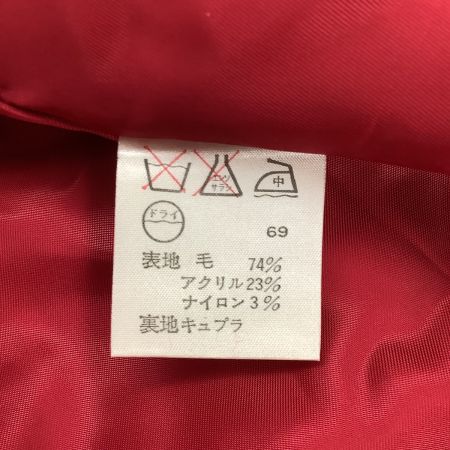 エンソ
サラシ
中
ドライ
69
表地 毛 74%
アクリル 23%
ナイロン 3%
裏地 キュプラ